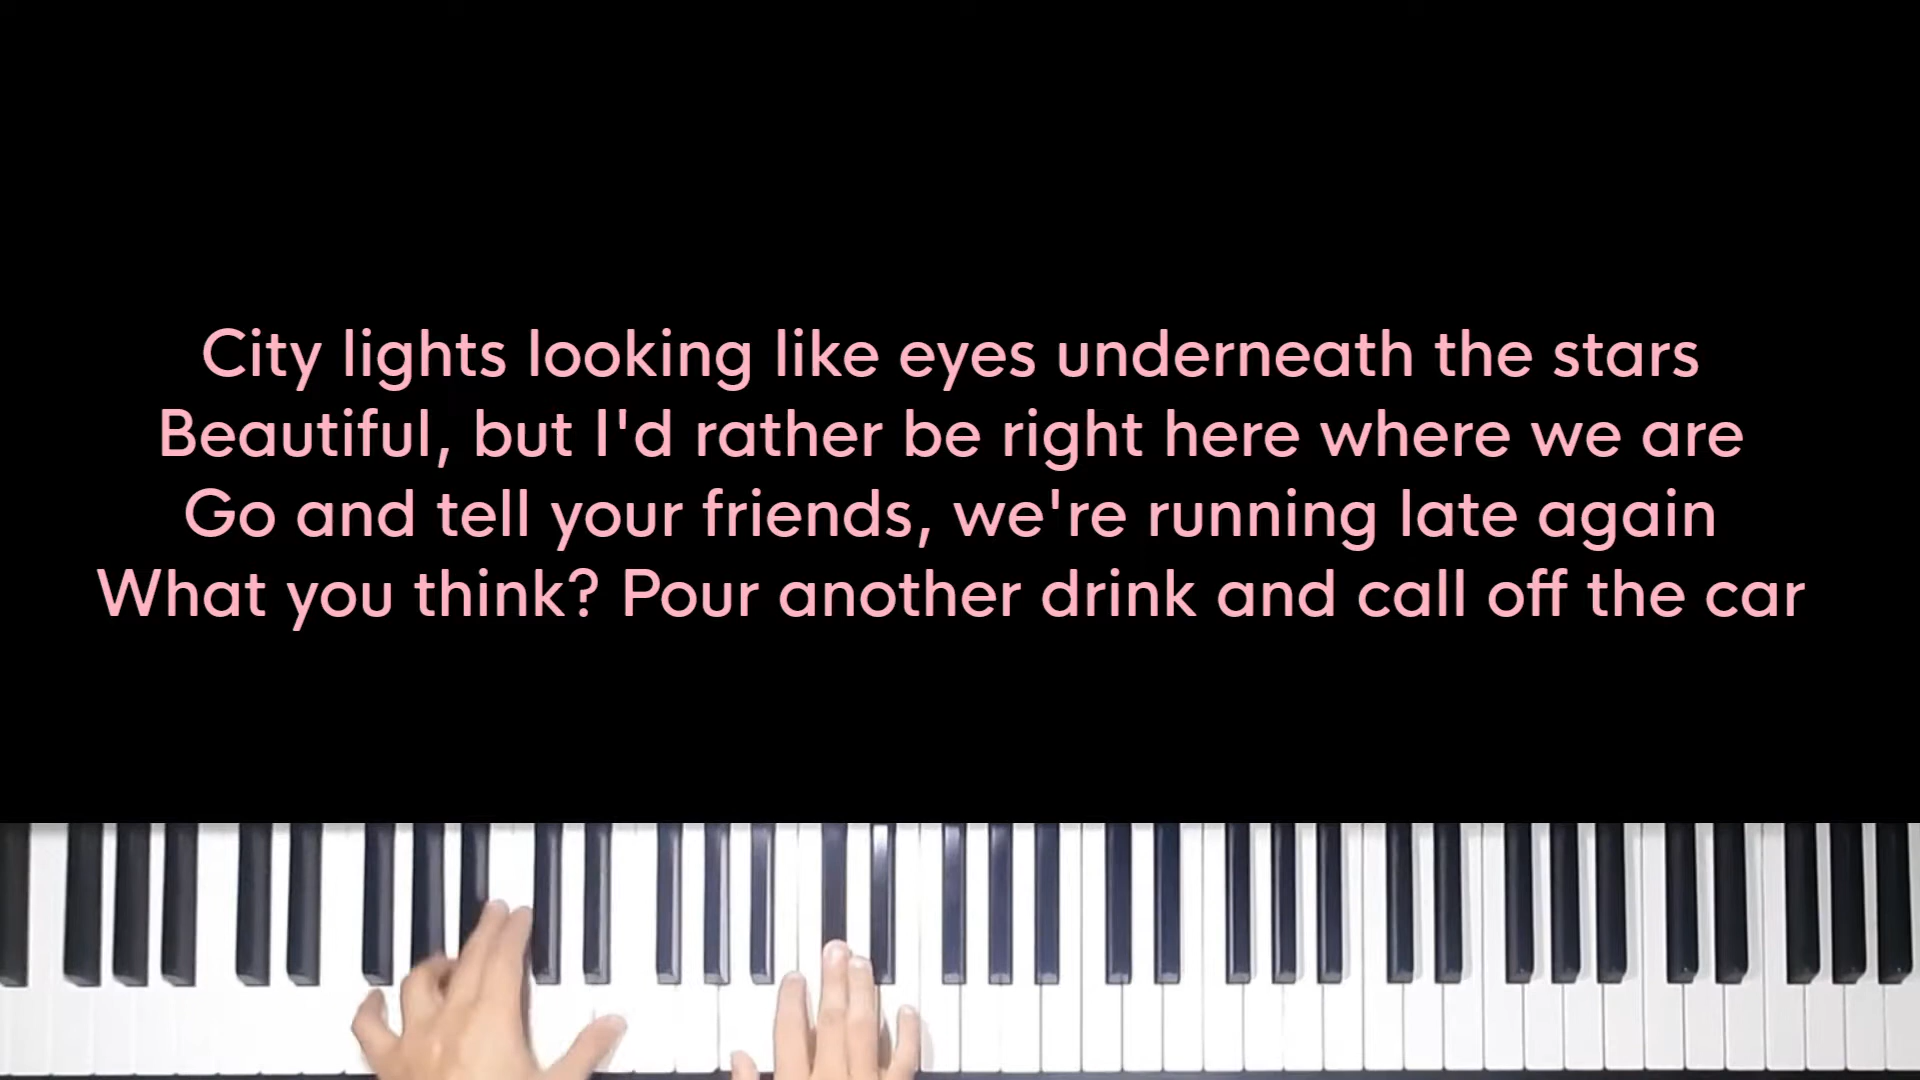 City lights looking like eyes underneath the stars
Beautiful, but I'd rather be right here where we are
Go and tell your friends, we're running late again
What you think? Pour another drink and call off the car